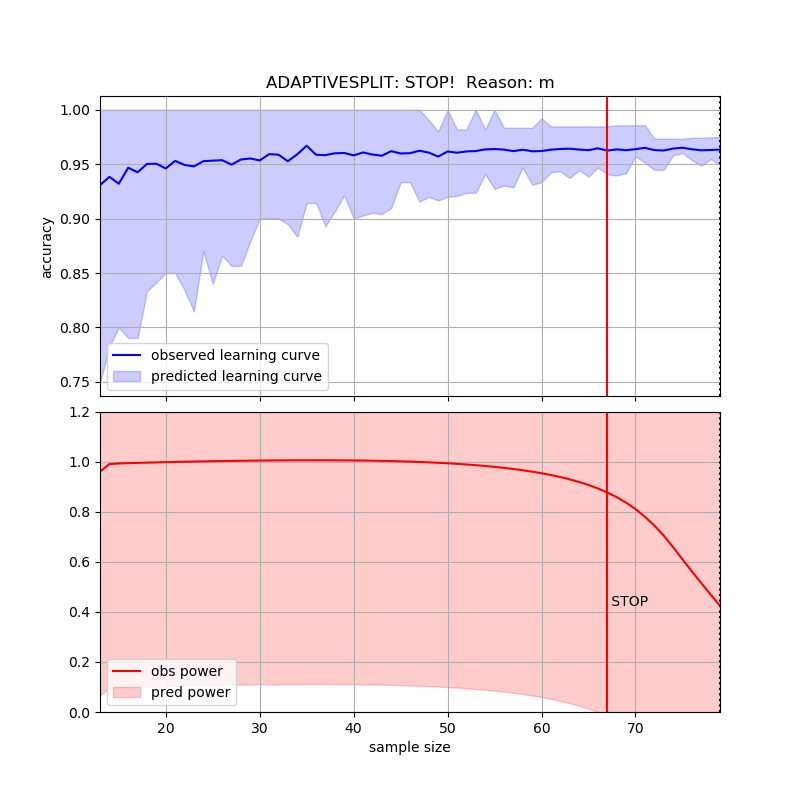 ADAPTIVESPLIT: STOP!  Reason: m
1.00
0.95
0.90
0.85
0.80
0.75
accuracy
observed learning curve
predicted learning curve
1.2
1.0
0.8
0.6
0.4
0.2
0.0
STOP
obs power
pred power
20 30 40 50 60 70
sample size